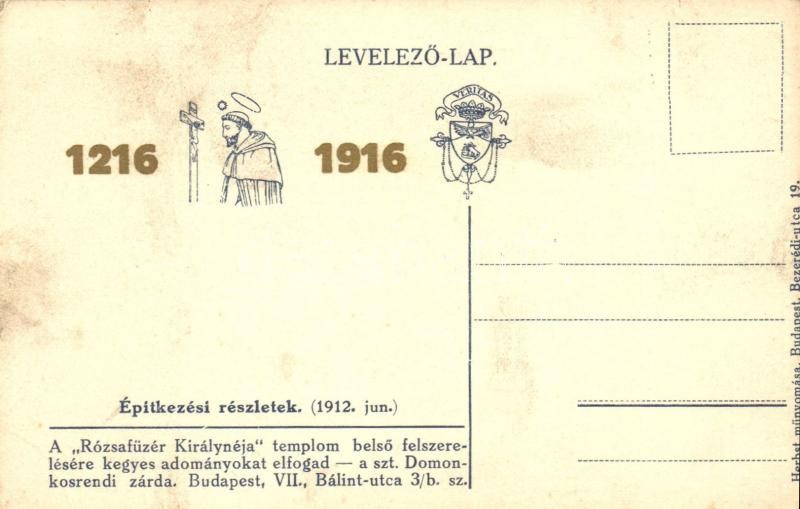 LEVELEZŐ-LAP.
1216 1916
VERITAS
Épitkezési részletek. (1912. jun.)
A „Rózsafüzér Királynéja" templom belső felszere-
lésére kegyes adományokat elfogad — a szt. Domon-
kosrendi zárda. Budapest, VII., Bálint-utca 3/b. sz.
Herbst műnyomása, Budapest, Bezerédi-utca 19.